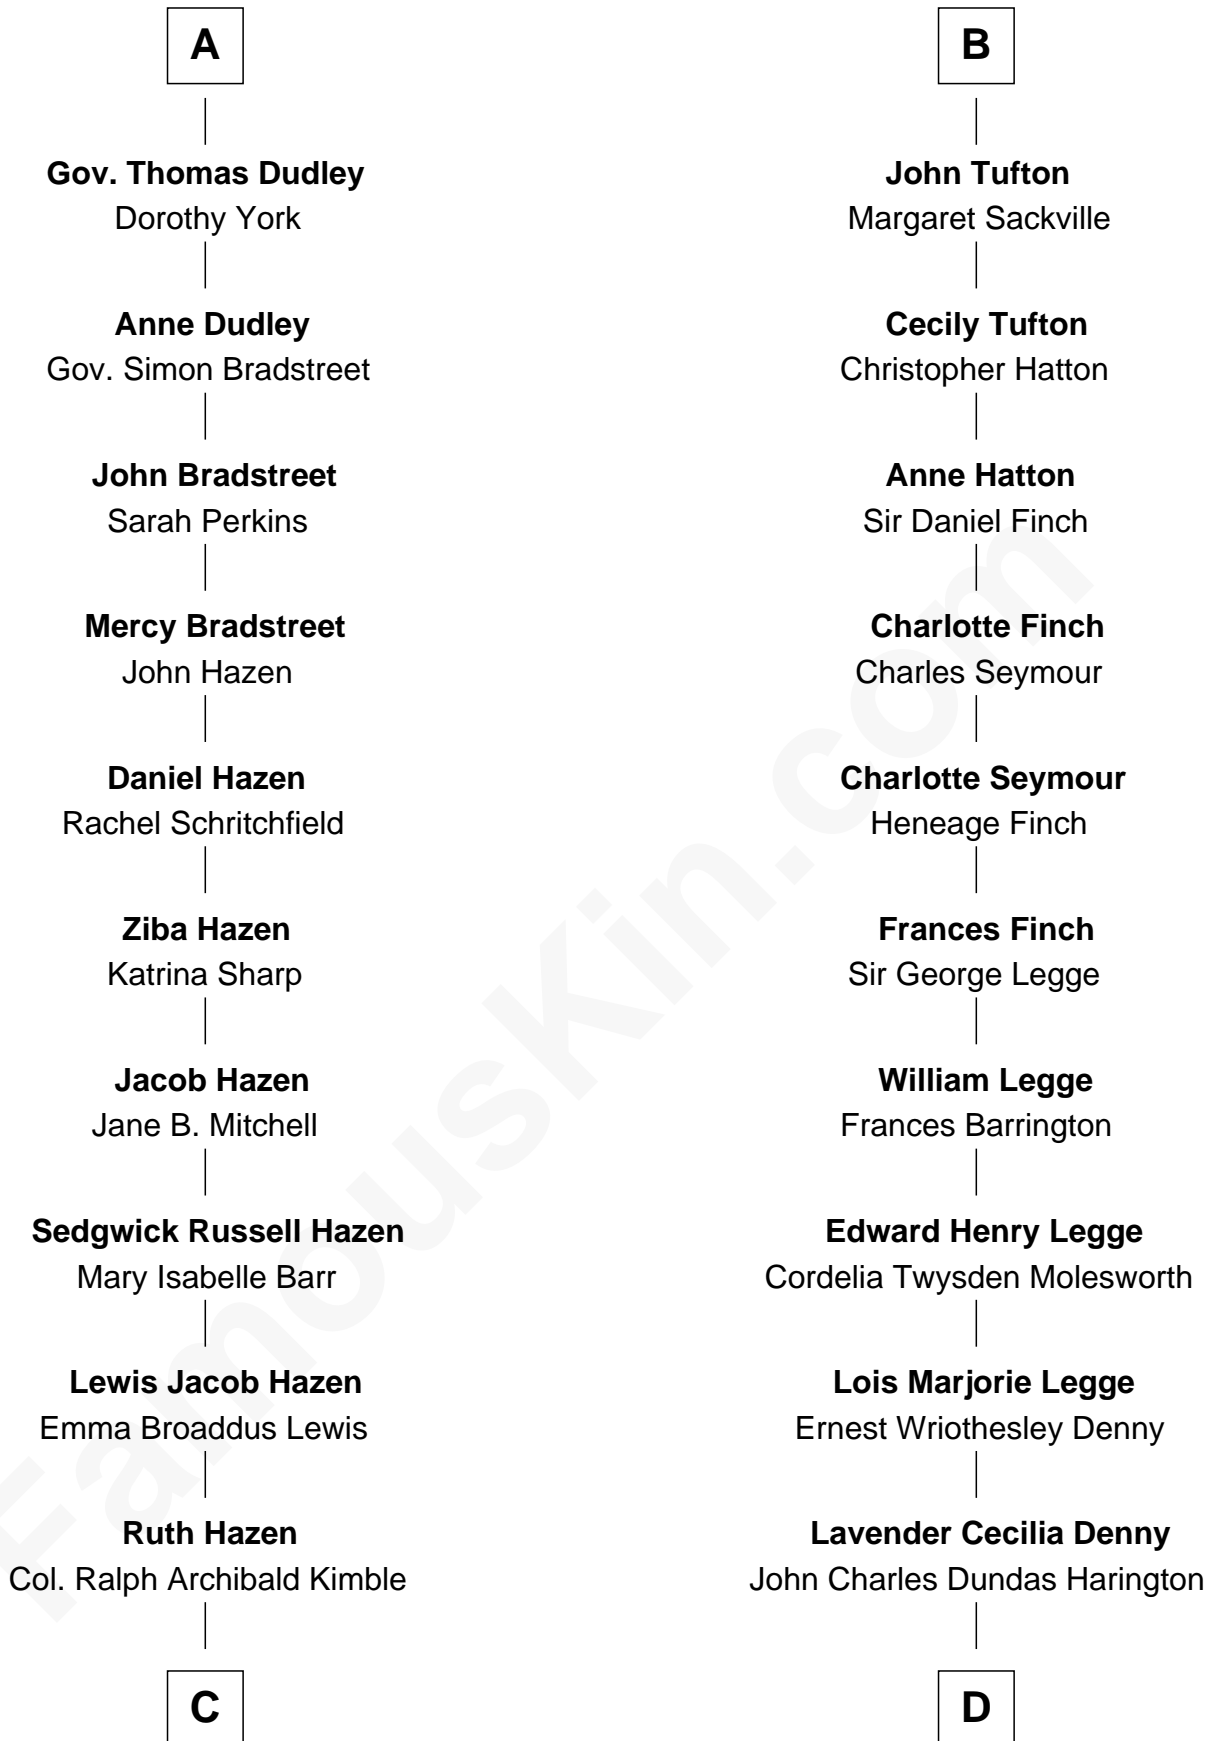 A
Gov. Thomas Dudley
Dorothy York
Anne Dudley
Gov. Simon Bradstreet
John Bradstreet
Sarah Perkins
Mercy Bradstreet
John Hazen
Daniel Hazen
Rachel Schritchfield
Ziba Hazen
Katrina Sharp
Jacob Hazen
Jane B. Mitchell
Sedgwick Russell Hazen
Mary Isabelle Barr
Lewis Jacob Hazen
Emma Broaddus Lewis
Ruth Hazen
Col. Ralph Archibald Kimble
C
B
John Tufton
Margaret Sackville
Cecily Tufton
Christopher Hatton
Anne Hatton
Sir Daniel Finch
Charlotte Finch
Charles Seymour
Charlotte Seymour
Heneage Finch
Frances Finch
Sir George Legge
William Legge
Frances Barrington
Edward Henry Legge
Cordelia Twysden Molesworth
Lois Marjorie Legge
Ernest Wriothesley Denny
Lavender Cecilia Denny
John Charles Dundas Harington
D
FamousKin.com